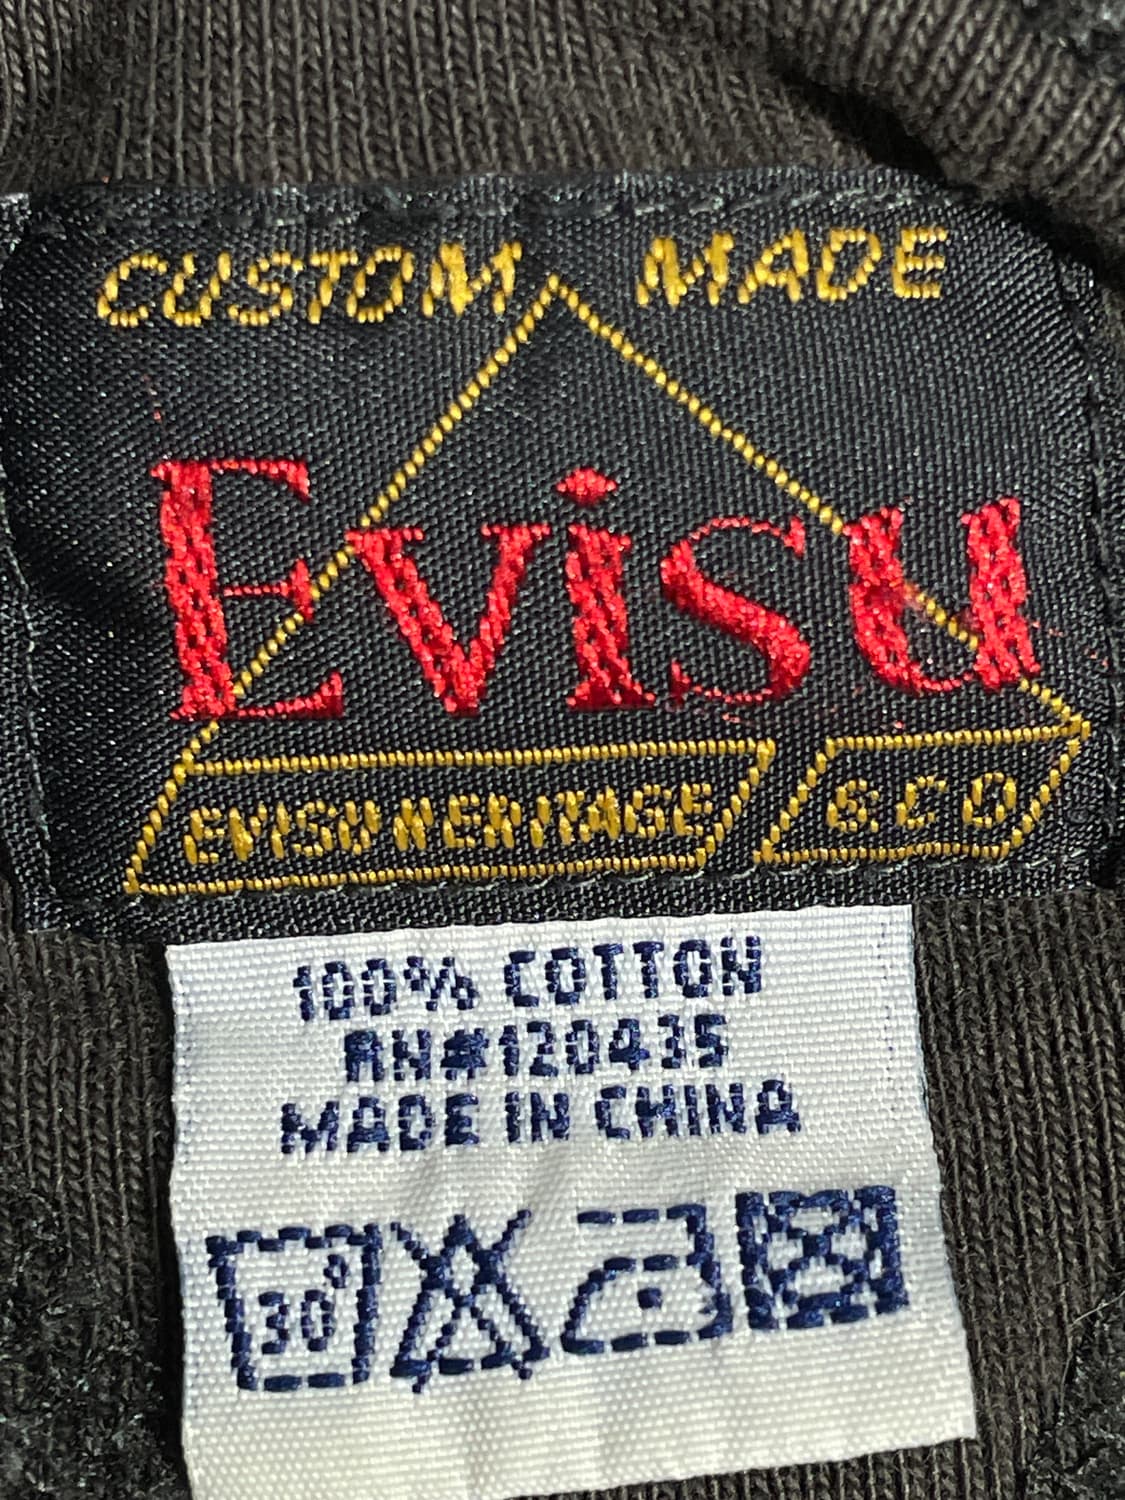 CUSTOM MADE
Evisu
EVISU HERITAGE & CO
100% COTTON
RN#120435
MADE IN CHINA
30°